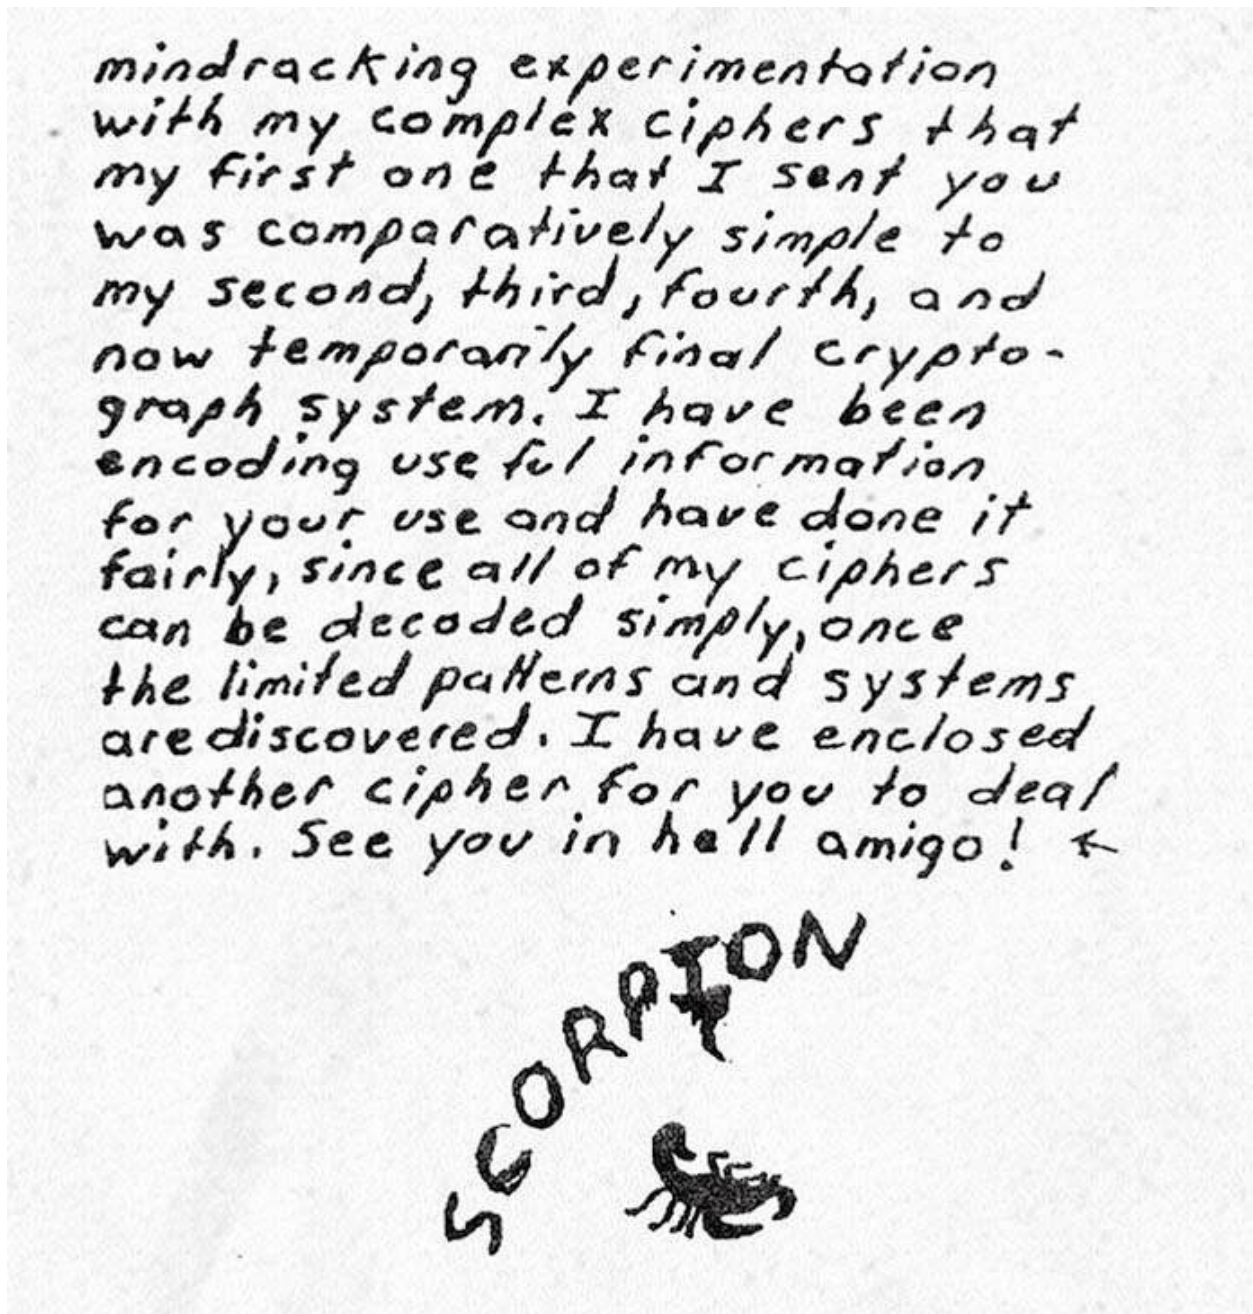 mindracking experimentation
with my complex ciphers that
my first one that I sent you
was comparatively simple to
my second, third, fourth, and
now temporarily final crypto-
graph system. I have been
encoding useful information
for your use and have done it
fairly, since all of my ciphers
can be decoded simply, once
the limited patterns and systems
are discovered. I have enclosed
another cipher for you to deal
with. See you in hell amigo! ←
SCORPION